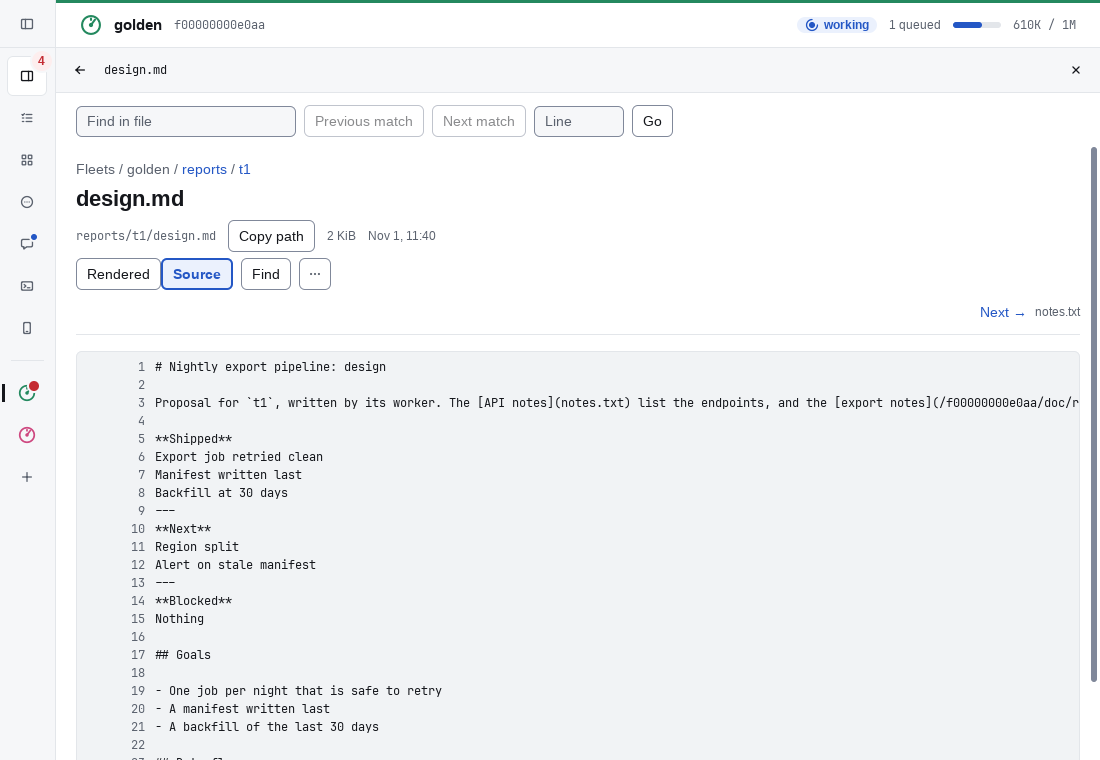 golden f00000000e0aa working 1 queued 610K / 1M
4
design.md
Find in file Previous match Next match Line Go
Fleets / golden / reports / t1
design.md
reports/t1/design.md Copy path 2 KiB Nov 1, 11:40
Rendered Source Find ...
Next → notes.txt
1 # Nightly export pipeline: design
2
3 Proposal for `t1`, written by its worker. The [API notes](notes.txt) list the endpoints, and the [export notes](/f00000000e0aa/doc/r
4
5 **Shipped**
6 Export job retried clean
7 Manifest written last
8 Backfill at 30 days
9 ---
10 **Next**
11 Region split
12 Alert on stale manifest
13 ---
14 **Blocked**
15 Nothing
16
17 ## Goals
18
19 - One job per night that is safe to retry
20 - A manifest written last
21 - A backfill of the last 30 days
22